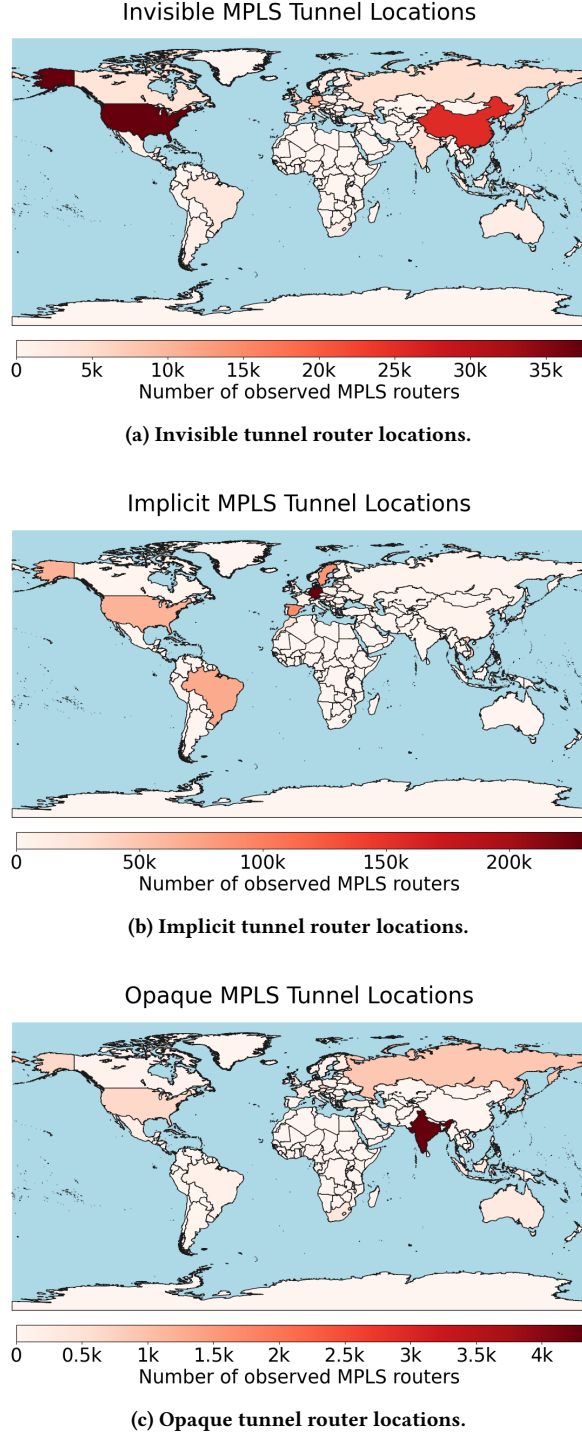 Invisible MPLS Tunnel Locations
0 5k 10k 15k 20k 25k 30k 35k
Number of observed MPLS routers
(a) Invisible tunnel router locations.
Implicit MPLS Tunnel Locations
0 50k 100k 150k 200k
Number of observed MPLS routers
(b) Implicit tunnel router locations.
Opaque MPLS Tunnel Locations
0 0.5k 1k 1.5k 2k 2.5k 3k 3.5k 4k
Number of observed MPLS routers
(c) Opaque tunnel router locations.